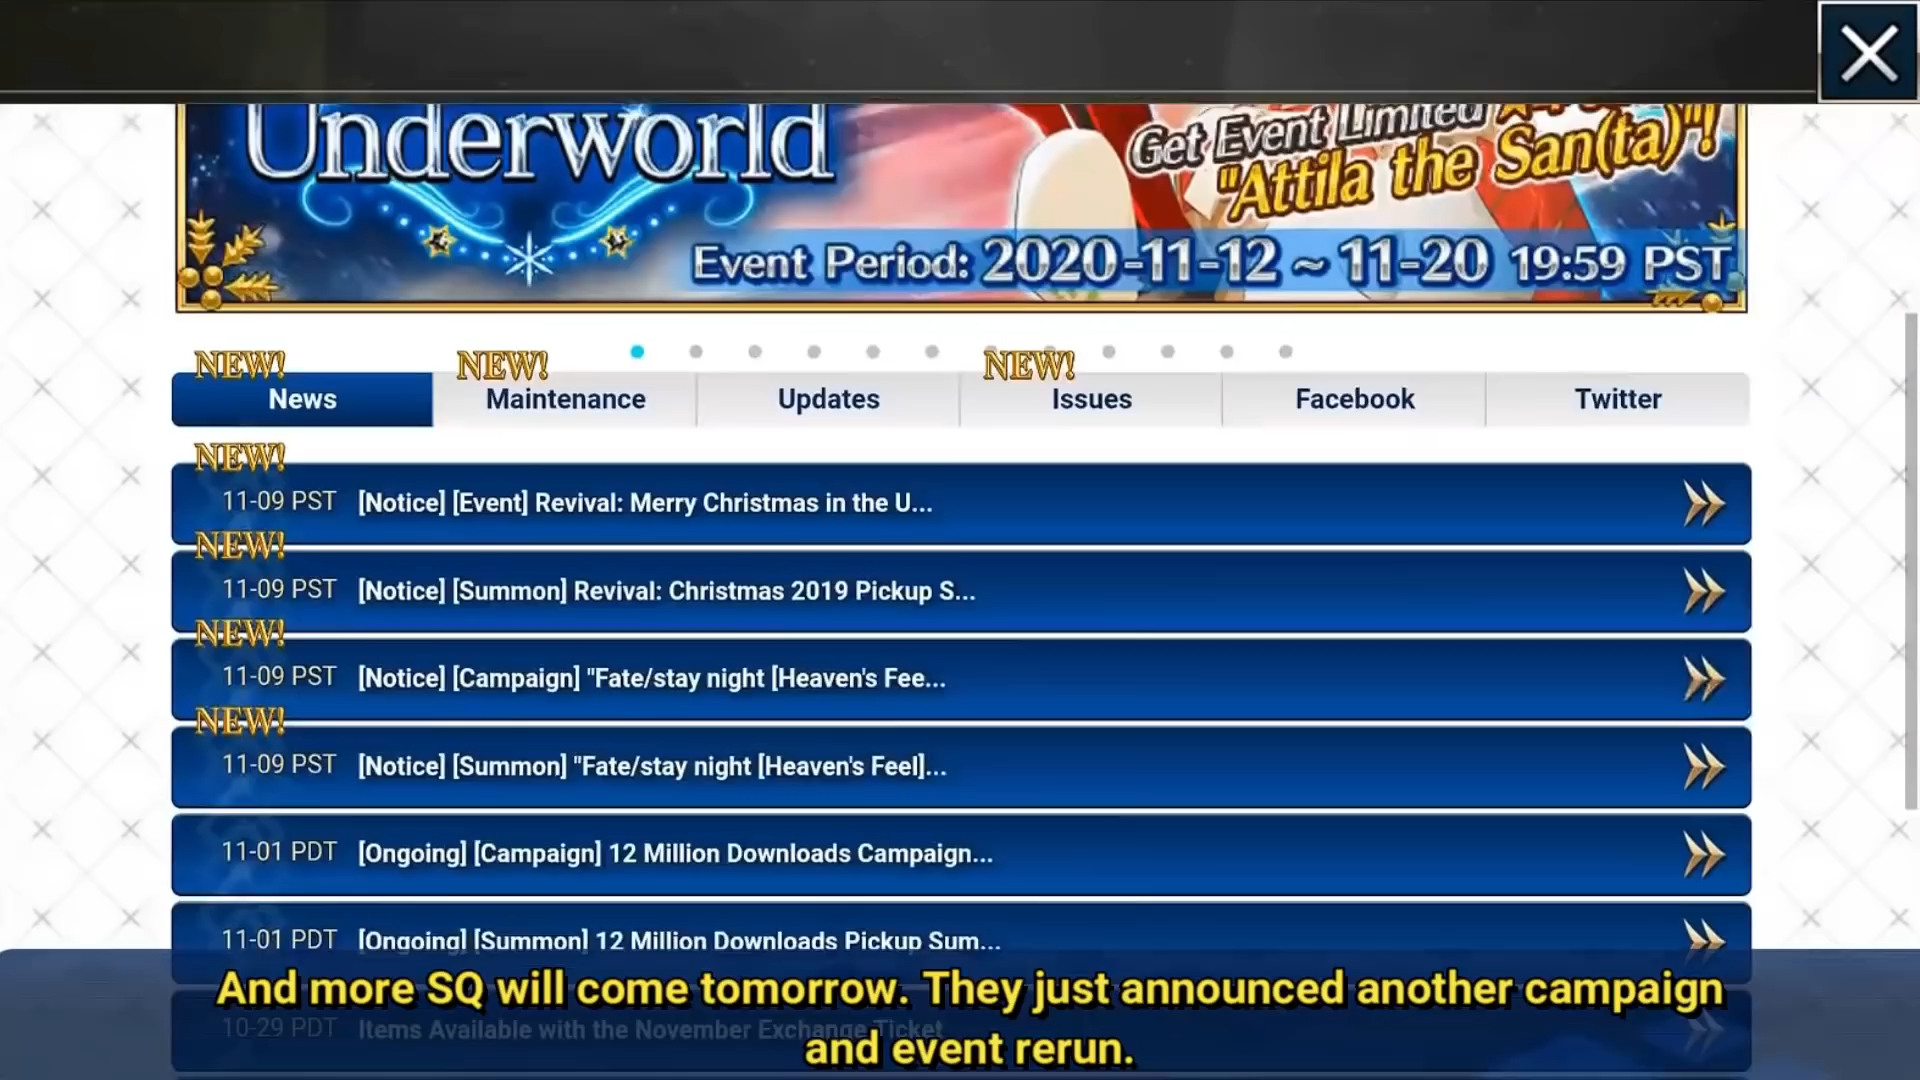 Underworld
Get Event Limited
"Attila the San(ta)"!
Event Period: 2020-11-12 ~ 11-20 19:59 PST
NEW! NEW! NEW!
News Maintenance Updates Issues Facebook Twitter
NEW!
11-09 PST [Notice] [Event] Revival: Merry Christmas in the U...
NEW!
11-09 PST [Notice] [Summon] Revival: Christmas 2019 Pickup S...
NEW!
11-09 PST [Notice] [Campaign] "Fate/stay night [Heaven's Fee...
NEW!
11-09 PST [Notice] [Summon] "Fate/stay night [Heaven's Feel]...
11-01 PDT [Ongoing] [Campaign] 12 Million Downloads Campaign...
11-01 PDT [Ongoing] [Summon] 12 Million Downloads Pickup Sum...
And more SQ will come tomorrow. They just announced another campaign
10-29 PDT Items Available with the November Exchange Ticket
and event rerun.